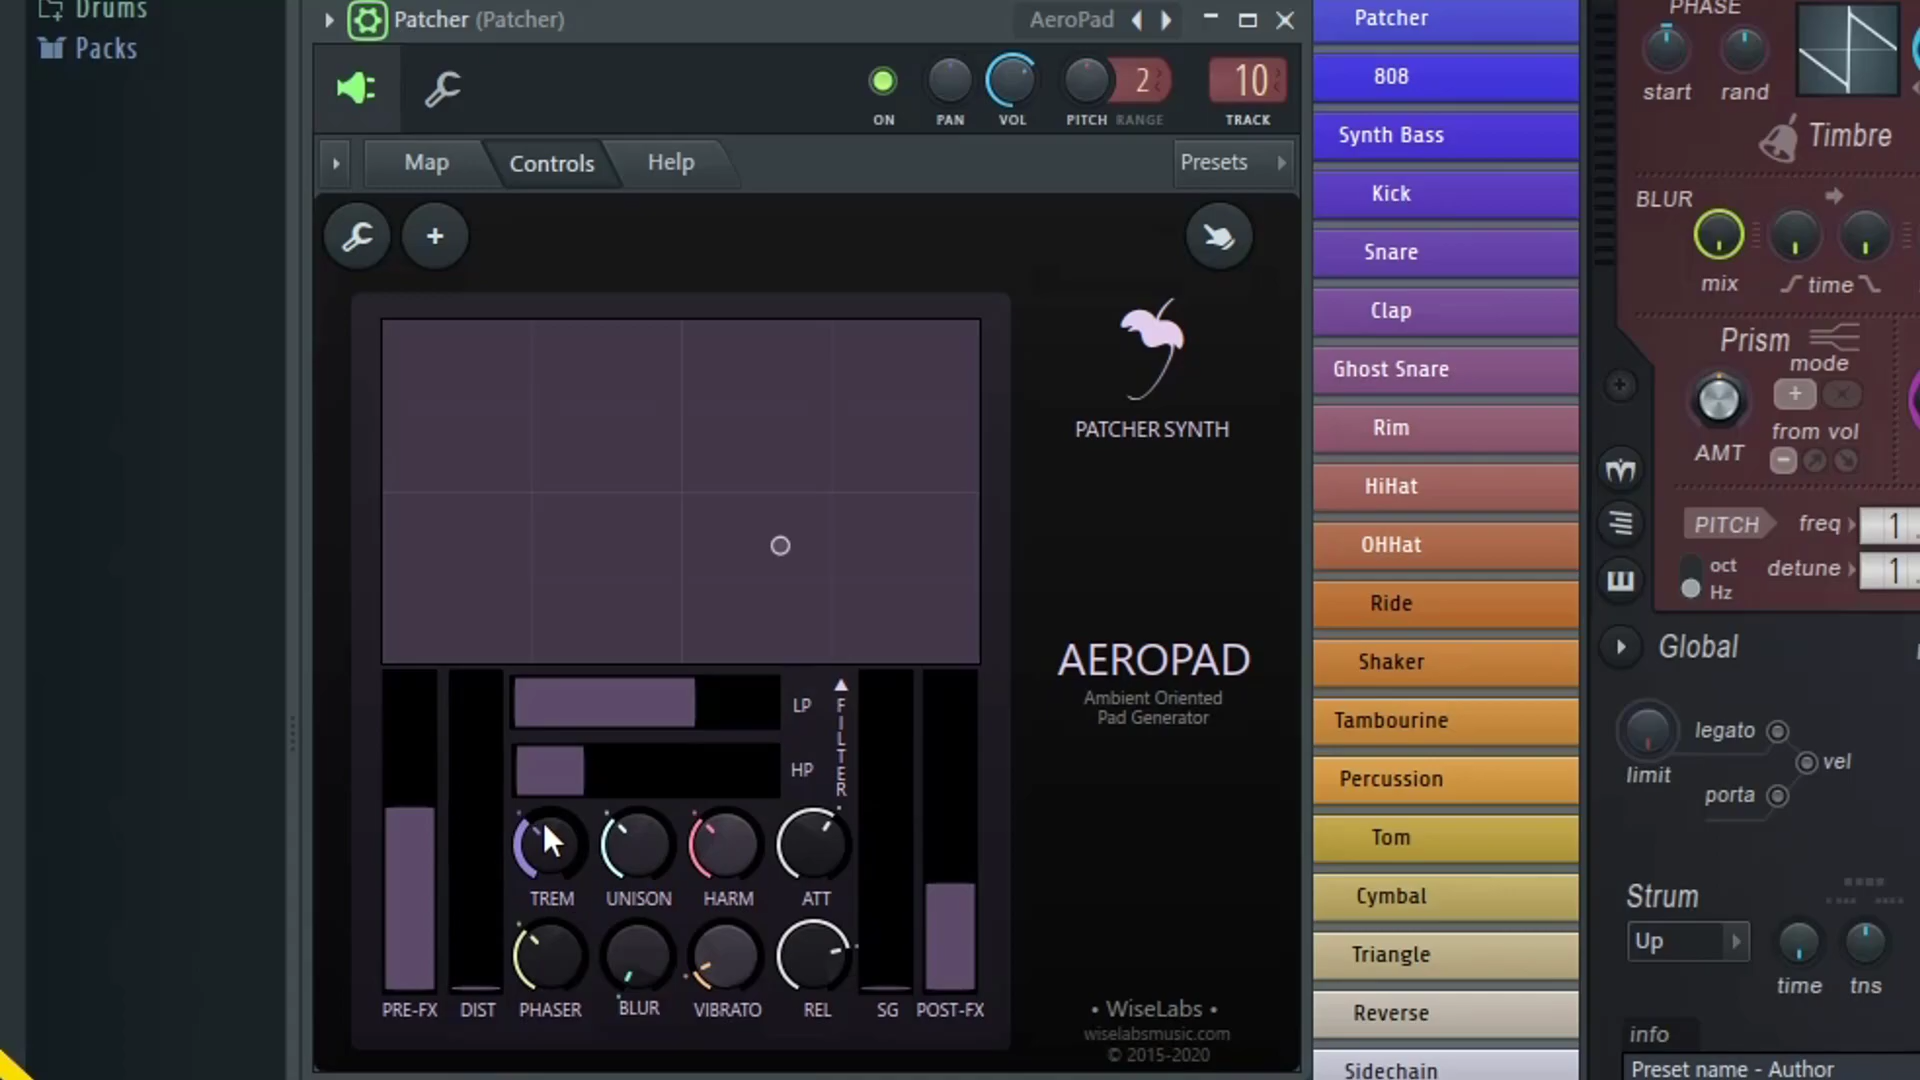 Drums
Packs
Patcher (Patcher)
AeroPad
ON
PAN
VOL
PITCH RANGE
2
10
TRACK
Map
Controls
Help
Presets
PATCHER SYNTH
AEROPAD
Ambient Oriented
Pad Generator
LP
HP
FILTER
TREM
UNISON
HARM
ATT
PRE-FX
DIST
PHASER
BLUR
VIBRATO
REL
SG
POST-FX
• WiseLabs •
wiselabsmusic.com
© 2015-2020
Patcher
808
Synth Bass
Kick
Snare
Clap
Ghost Snare
Rim
HiHat
OHHat
Ride
Shaker
Tambourine
Percussion
Tom
Cymbal
Triangle
Reverse
Sidechain
PHASE
start
rand
Timbre
BLUR
mix
time
Prism
mode
AMT
from vol
PITCH
freq
1
oct
Hz
detune
1
Global
limit
legato
vel
porta
Strum
Up
time
tns
info
Preset name - Author